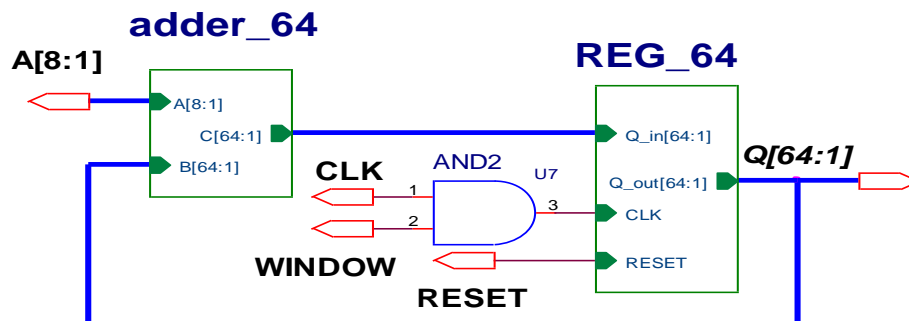 adder_64
REG_64
A[8:1]
A[8:1]
C[64:1]
B[64:1]
Q_in[64:1]
Q_out[64:1]
Q[64:1]
AND2
U7
CLK
1
2
3
CLK
WINDOW
RESET
RESET